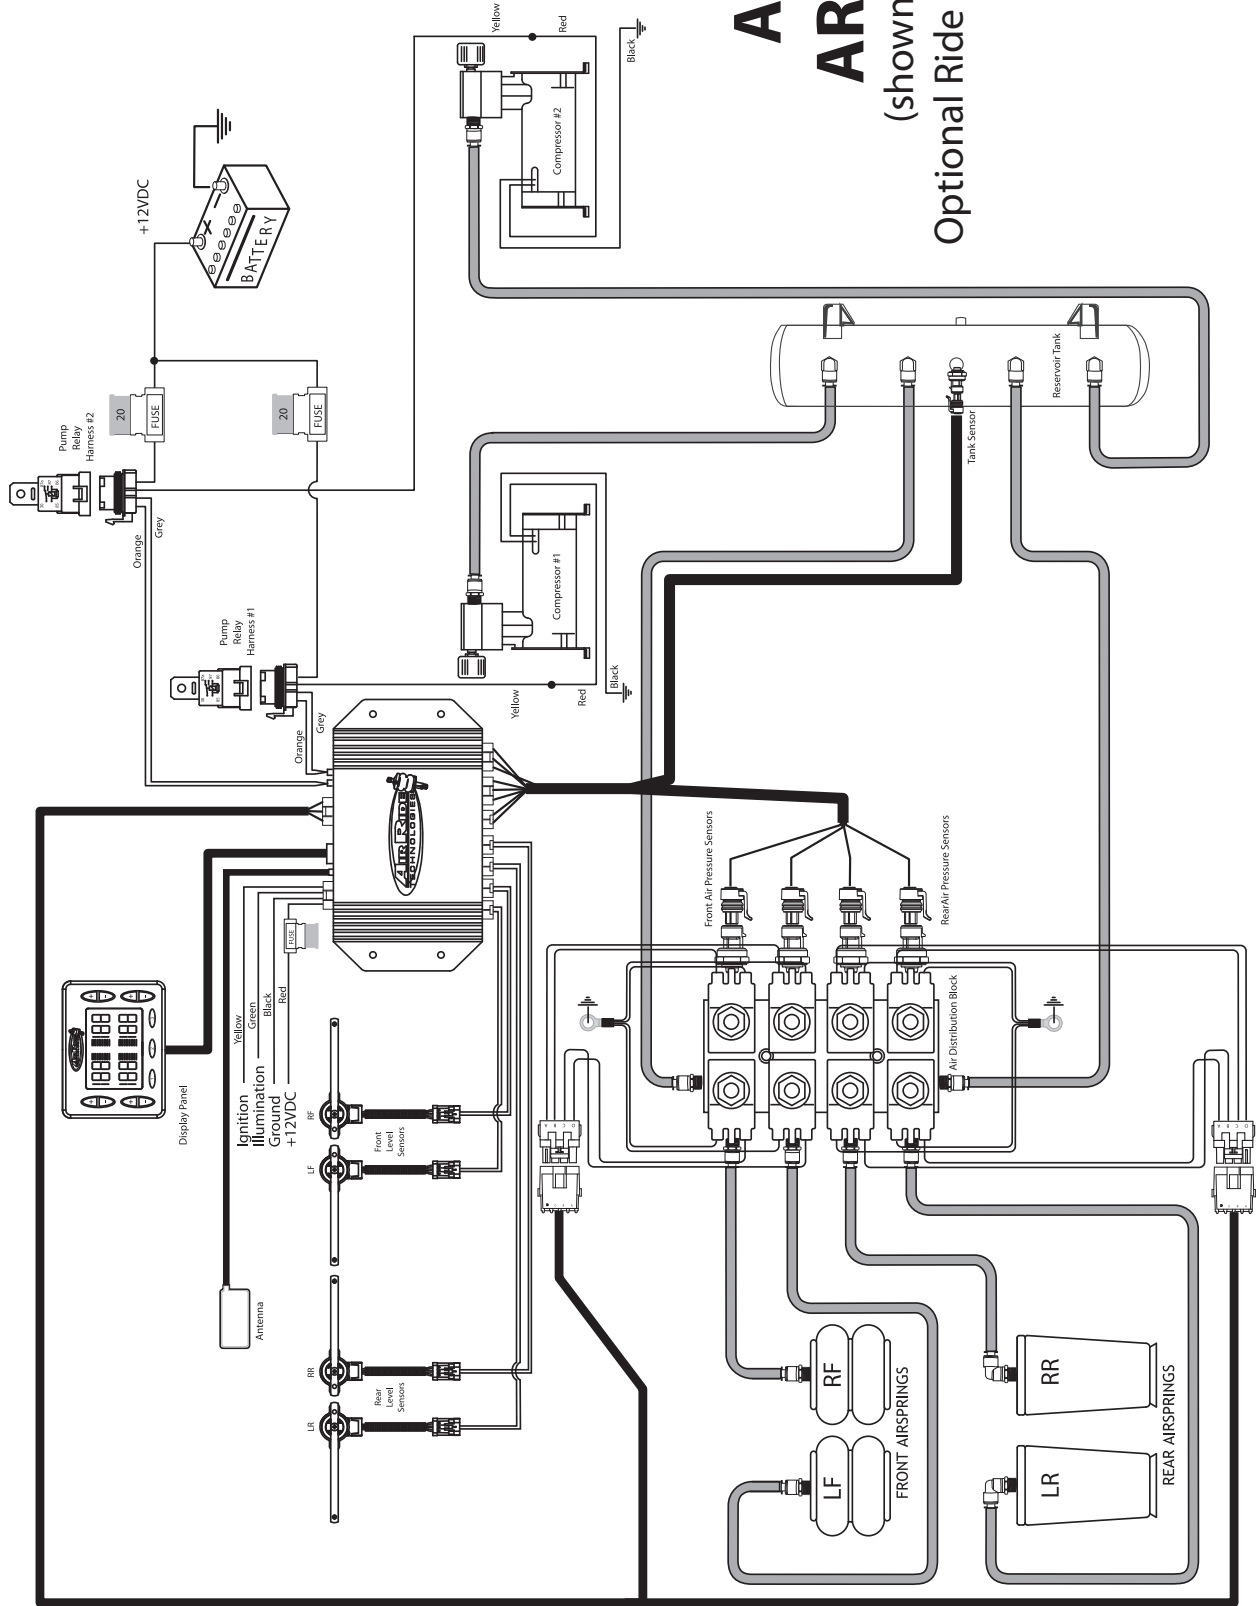 A
AR
(shown
Optional Ride
+12VDC
BATTERY
Yellow
Red
Black
Compressor #2
Pump
Relay
Harness #2
20
FUSE
20
FUSE
Orange
Grey
Pump
Relay
Harness #1
Orange
Grey
Compressor #1
Yellow
Red
Black
Reservoir Tank
Tank Sensor
AIR RIDE
TECHNOLOGIES
FUSE
Yellow
Green
Black
Red
Ignition
Illumination
Ground
+12VDC
Display Panel
Antenna
RF
LF
Front
Level
Sensors
RR
LR
Rear
Level
Sensors
Front Air Pressure Sensors
RearAir Pressure Sensors
Air Distribution Block
A
B
C
D
A
B
C
D
RF
LF
FRONT AIRSPRINGS
RR
LR
REAR AIRSPRINGS